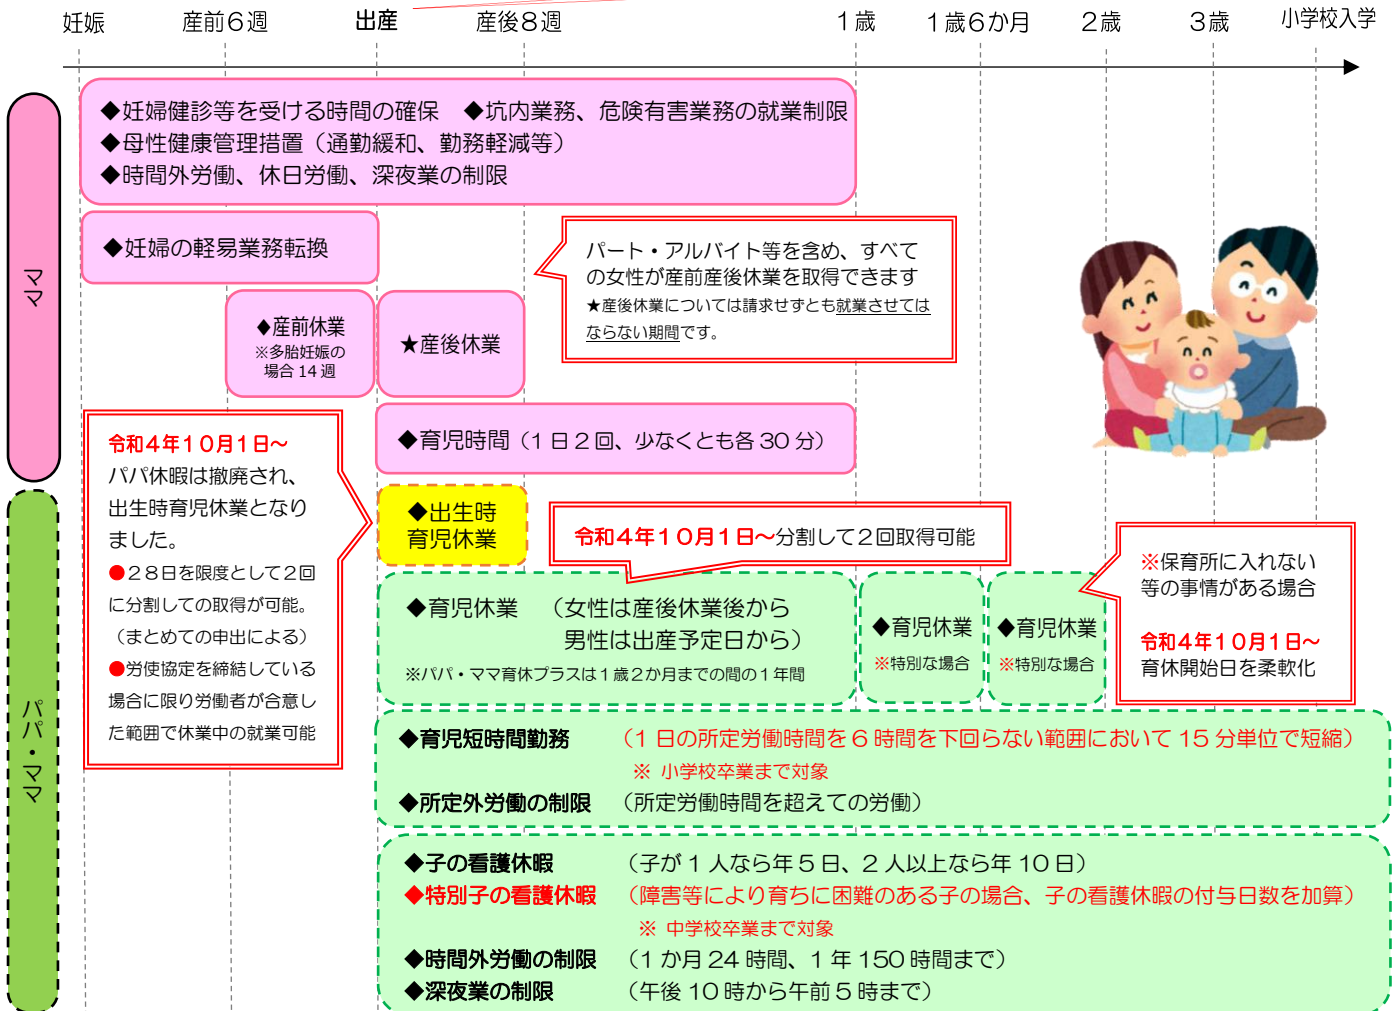 妊娠
産前６週
出産
産後８週
１歳
１歳６か月
２歳
３歳
小学校入学
ママ
◆妊婦健診等を受ける時間の確保　◆坑内業務、危険有害業務の就業制限
◆母性健康管理措置（通勤緩和、勤務軽減等）
◆時間外労働、休日労働、深夜業の制限
◆妊婦の軽易業務転換
パート・アルバイト等を含め、すべて
の女性が産前産後休業を取得できます
★産後休業については請求せずとも就業させては
ならない期間です。
◆産前休業
※多胎妊娠の
場合 14 週
★産後休業
◆育児時間（１日２回、少なくとも各 30 分）
令和４年１０月１日～
パパ休暇は撤廃され、
出生時育児休業となり
ました。
●２８日を限度として２回
に分割しての取得が可能。
（まとめての申出による）
●労使協定を締結している
場合に限り労働者が合意し
た範囲で休業中の就業可能
パパ・ママ
◆出生時
育児休業
令和４年１０月１日～分割して２回取得可能
◆育児休業　（女性は産後休業後から
男性は出産予定日から）
※パパ・ママ育休プラスは１歳２か月までの間の１年間
◆育児休業
※特別な場合
◆育児休業
※特別な場合
※保育所に入れない
等の事情がある場合
令和４年１０月１日～
育休開始日を柔軟化
◆育児短時間勤務　（１日の所定労働時間を６時間を下回らない範囲において 15 分単位で短縮）
※ 小学校卒業まで対象
◆所定外労働の制限　（所定労働時間を超えての労働）
◆子の看護休暇　（子が１人なら年５日、２人以上なら年 10 日）
◆特別子の看護休暇　（障害等により育ちに困難のある子の場合、子の看護休暇の付与日数を加算）
※ 中学校卒業まで対象
◆時間外労働の制限　（１か月 24 時間、１年 150 時間まで）
◆深夜業の制限　（午後 10 時から午前５時まで）